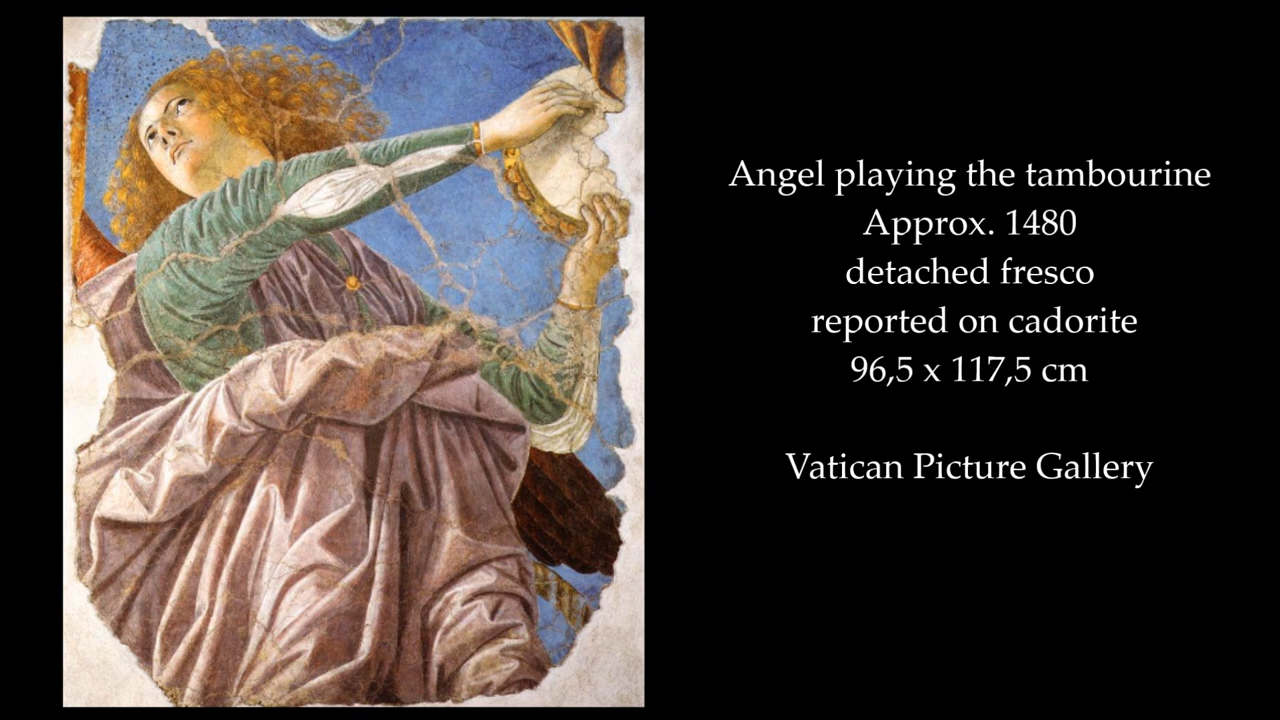 Angel playing the tambourine
Approx. 1480
detached fresco
reported on cadorite
96,5 x 117,5 cm
Vatican Picture Gallery